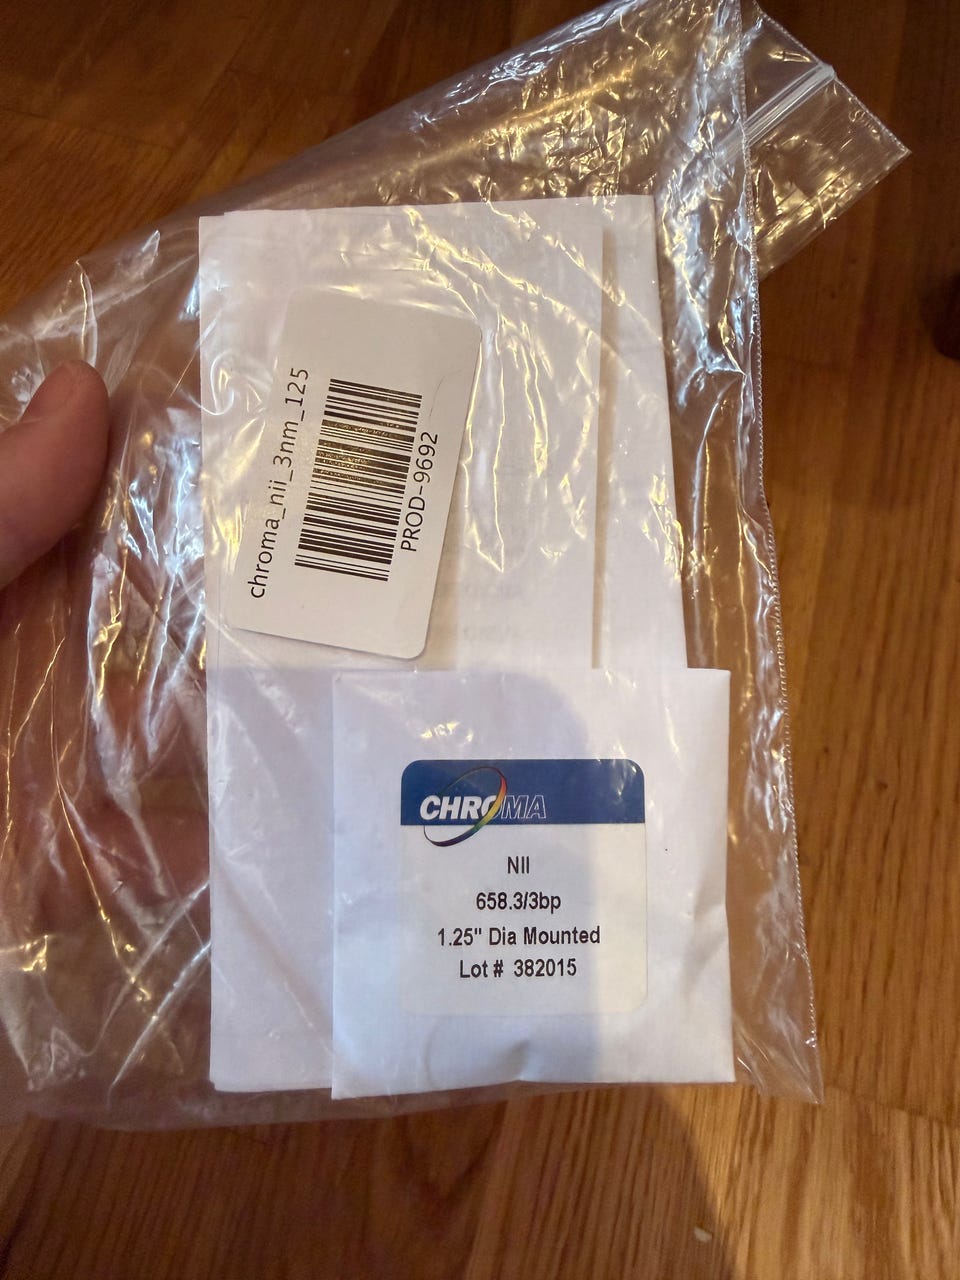 chroma_nii_3nm_125
PROD-9692
CHROMA
NII
658.3/3bp
1.25" Dia Mounted
Lot # 382015